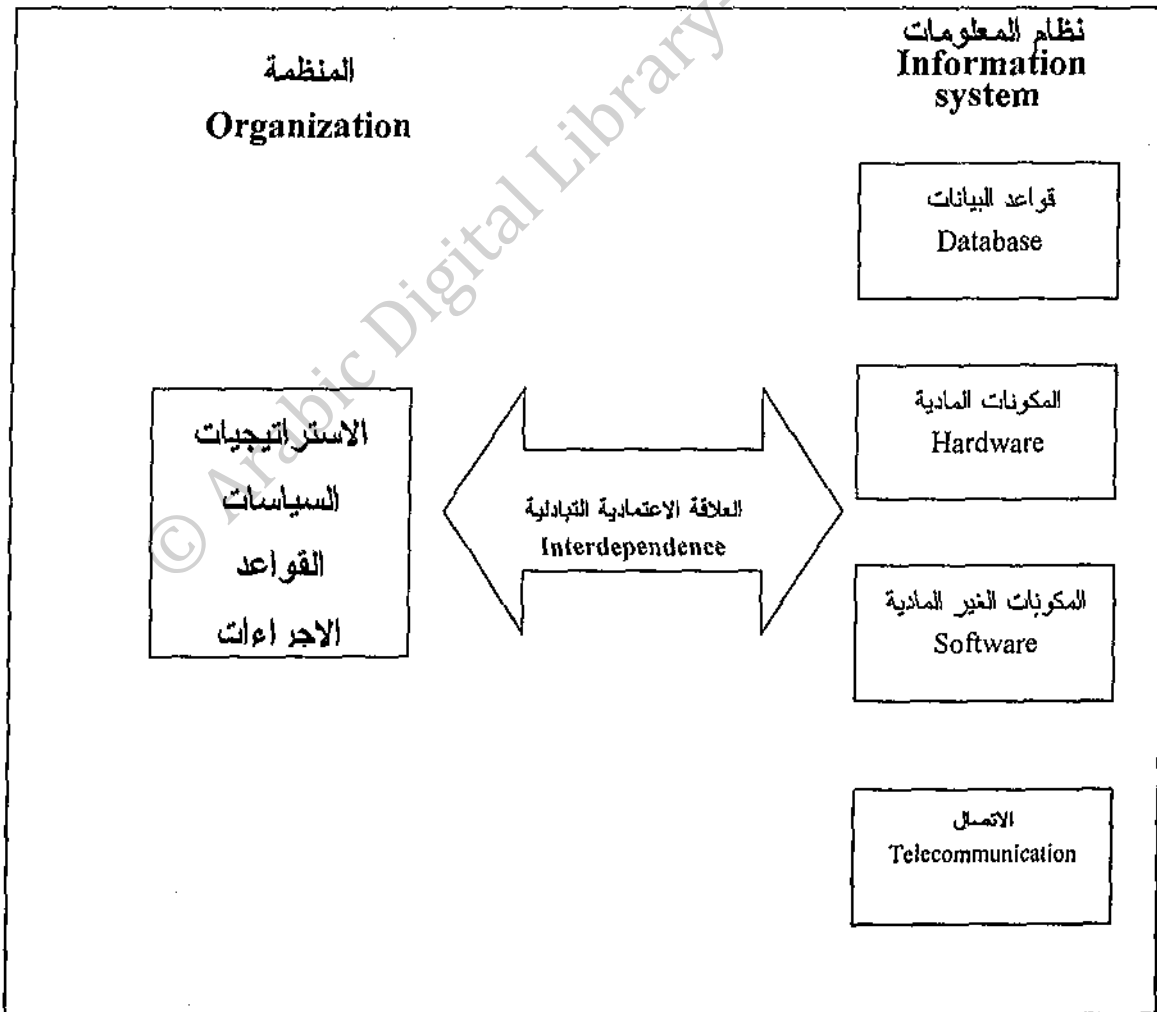 نظام المعلومات
Information
system
المنظمة
Organization
قواعد البيانات
Database
المكونات المادية
Hardware
الاستراتيجيات
السياسات
القواعد
الاجراءات
العلاقة الاعتمادية التبادلية
Interdependence
المكونات الغير المادية
Software
الاتصال
Telecommunication
© Arabic Digital Library-